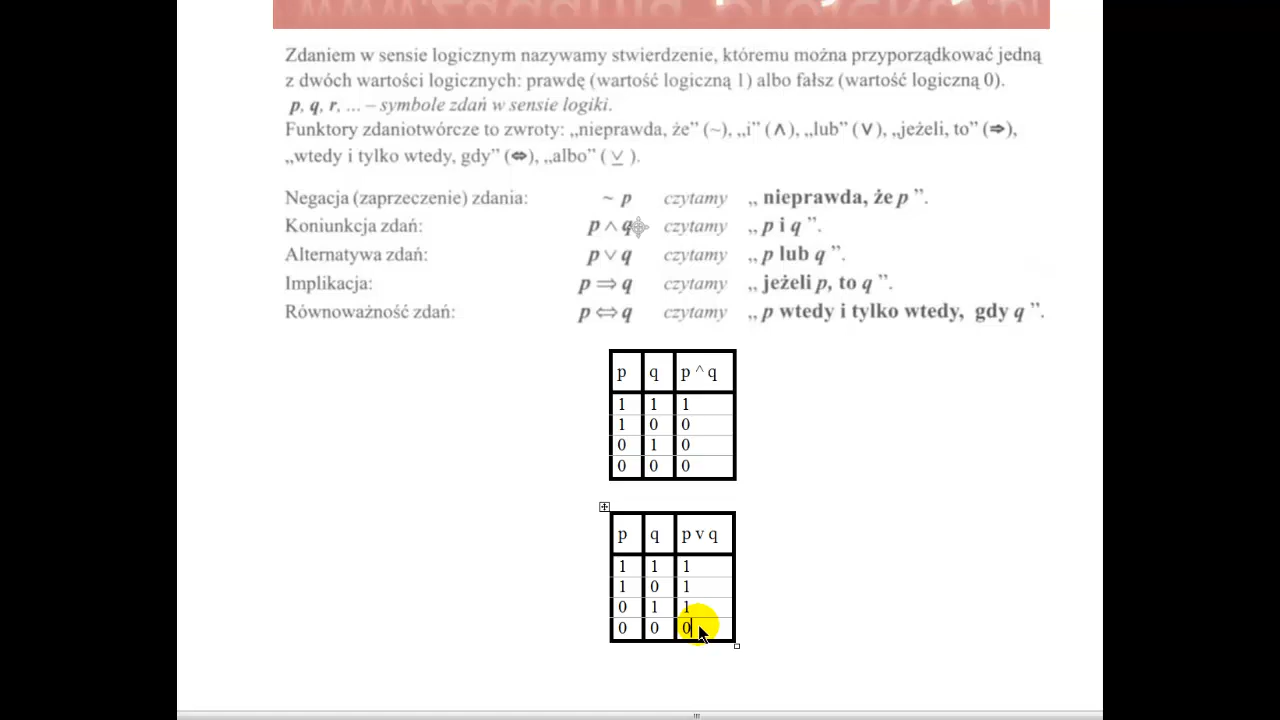 Zdaniem w sensie logicznym nazywamy stwierdzenie, któremu można przyporządkować jedną
z dwóch wartości logicznych: prawdę (wartość logiczną 1) albo fałsz (wartość logiczną 0).
p, q, r, ... – symbole zdań w sensie logiki.
Funktory zdaniotwórcze to zwroty: „nieprawda, że” (~), „i” (∧), „lub” (∨), „jeżeli, to” (⇒),
„wtedy i tylko wtedy, gdy” (⇔), „albo” ( ⊻ ).
Negacja (zaprzeczenie) zdania: ~ p czytamy „ nieprawda, że p ”.
Koniunkcja zdań: p ∧ q czytamy „ p i q ”.
Alternatywa zdań: p ∨ q czytamy „ p lub q ”.
Implikacja: p ⇒ q czytamy „ jeżeli p, to q ”.
Równoważność zdań: p ⇔ q czytamy „ p wtedy i tylko wtedy, gdy q ”.
p q p ^ q
1 1 1
1 0 0
0 1 0
0 0 0
p q p v q
1 1 1
1 0 1
0 1 1
0 0 0